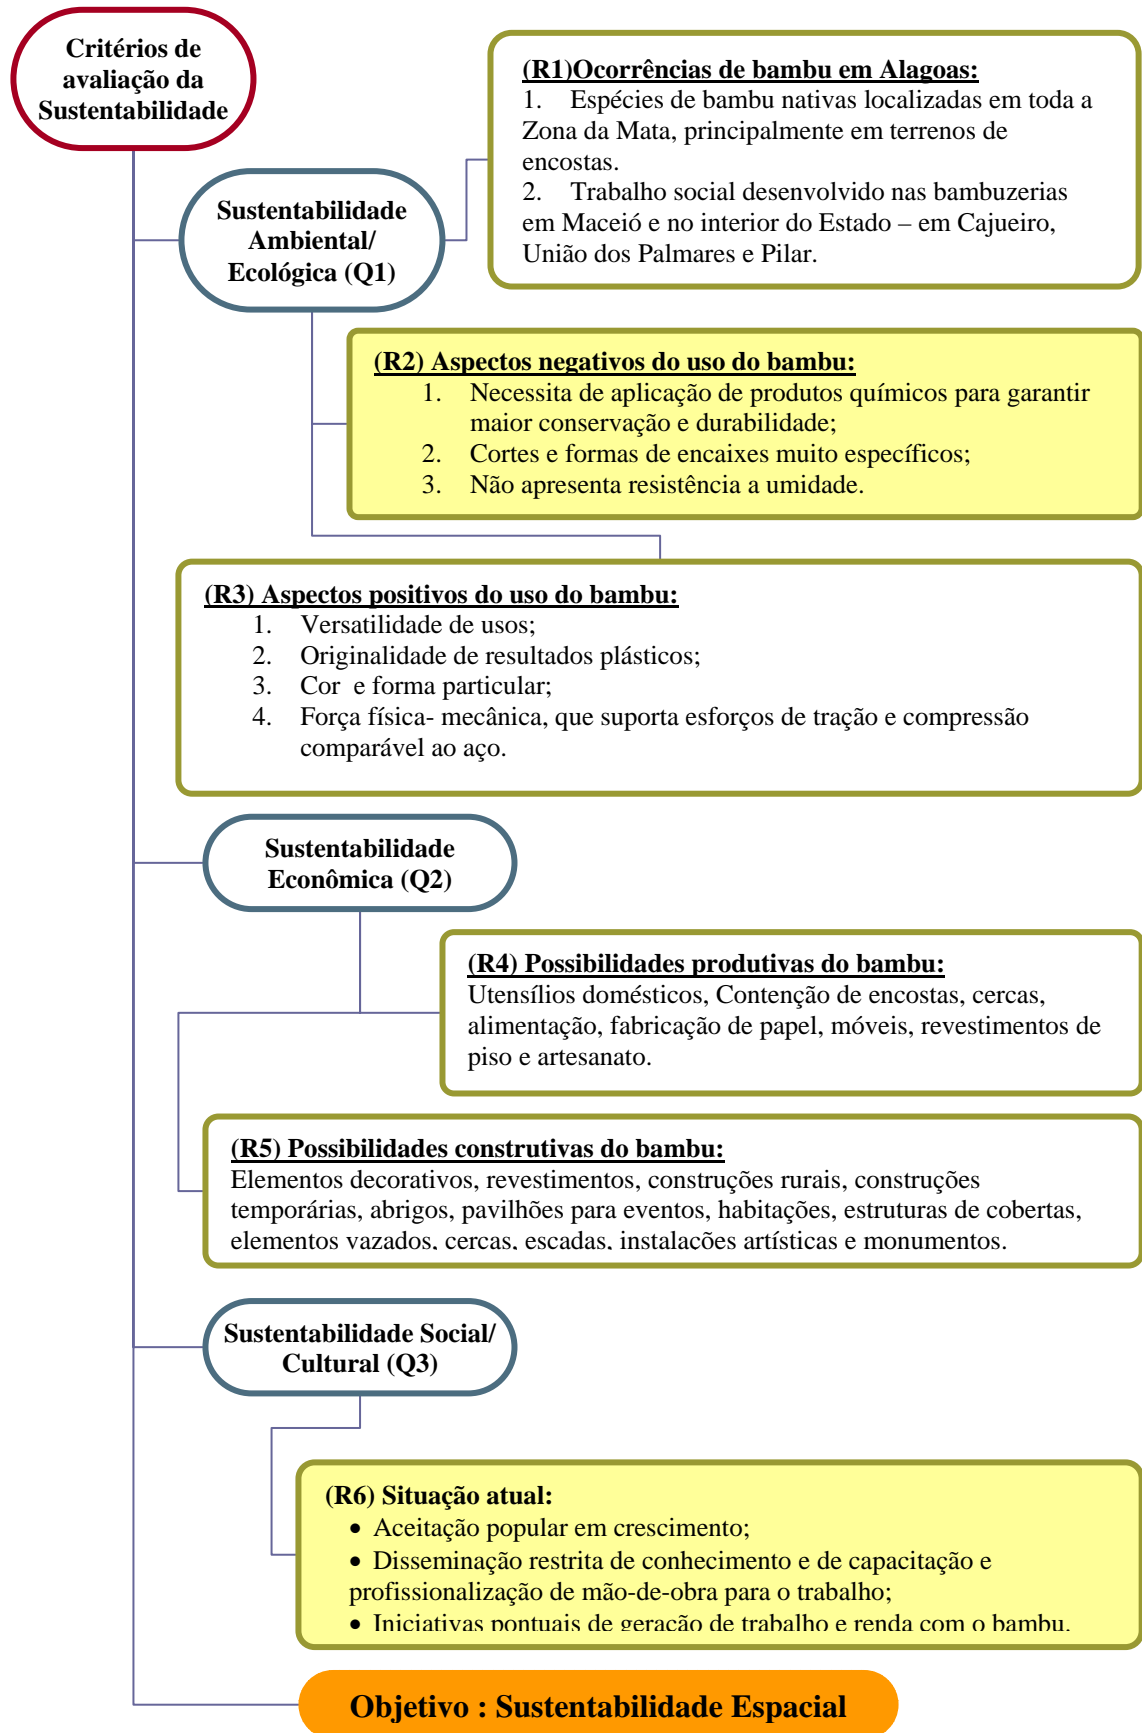 Critérios de
avaliação da
Sustentabilidade
(R1)Ocorrências de bambu em Alagoas:
1. Espécies de bambu nativas localizadas em toda a
Zona da Mata, principalmente em terrenos de
encostas.
2. Trabalho social desenvolvido nas bambuzerias
em Maceió e no interior do Estado – em Cajueiro,
União dos Palmares e Pilar.
Sustentabilidade
Ambiental/
Ecológica (Q1)
(R2) Aspectos negativos do uso do bambu:
1. Necessita de aplicação de produtos químicos para garantir
maior conservação e durabilidade;
2. Cortes e formas de encaixes muito específicos;
3. Não apresenta resistência a umidade.
(R3) Aspectos positivos do uso do bambu:
1. Versatilidade de usos;
2. Originalidade de resultados plásticos;
3. Cor e forma particular;
4. Força física- mecânica, que suporta esforços de tração e compressão
comparável ao aço.
Sustentabilidade
Econômica (Q2)
(R4) Possibilidades produtivas do bambu:
Utensílios domésticos, Contenção de encostas, cercas,
alimentação, fabricação de papel, móveis, revestimentos de
piso e artesanato.
(R5) Possibilidades construtivas do bambu:
Elementos decorativos, revestimentos, construções rurais, construções
temporárias, abrigos, pavilhões para eventos, habitações, estruturas de cobertas,
elementos vazados, cercas, escadas, instalações artísticas e monumentos.
Sustentabilidade Social/
Cultural (Q3)
(R6) Situação atual:
• Aceitação popular em crescimento;
• Disseminação restrita de conhecimento e de capacitação e
profissionalização de mão-de-obra para o trabalho;
• Iniciativas pontuais de geração de trabalho e renda com o bambu.
Objetivo : Sustentabilidade Espacial